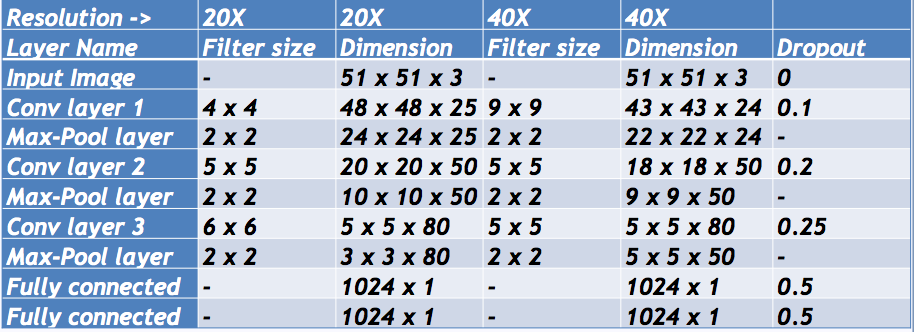 Resolution -> 20X 20X 40X 40X
Layer Name Filter size Dimension Filter size Dimension Dropout
Input Image - 51 x 51 x 3 - 51 x 51 x 3 0
Conv layer 1 4 x 4 48 x 48 x 25 9 x 9 43 x 43 x 24 0.1
Max-Pool layer 2 x 2 24 x 24 x 25 2 x 2 22 x 22 x 24 -
Conv layer 2 5 x 5 20 x 20 x 50 5 x 5 18 x 18 x 50 0.2
Max-Pool layer 2 x 2 10 x 10 x 50 2 x 2 9 x 9 x 50 -
Conv layer 3 6 x 6 5 x 5 x 80 5 x 5 5 x 5 x 80 0.25
Max-Pool layer 2 x 2 3 x 3 x 80 2 x 2 5 x 5 x 50 -
Fully connected - 1024 x 1 - 1024 x 1 0.5
Fully connected - 1024 x 1 - 1024 x 1 0.5